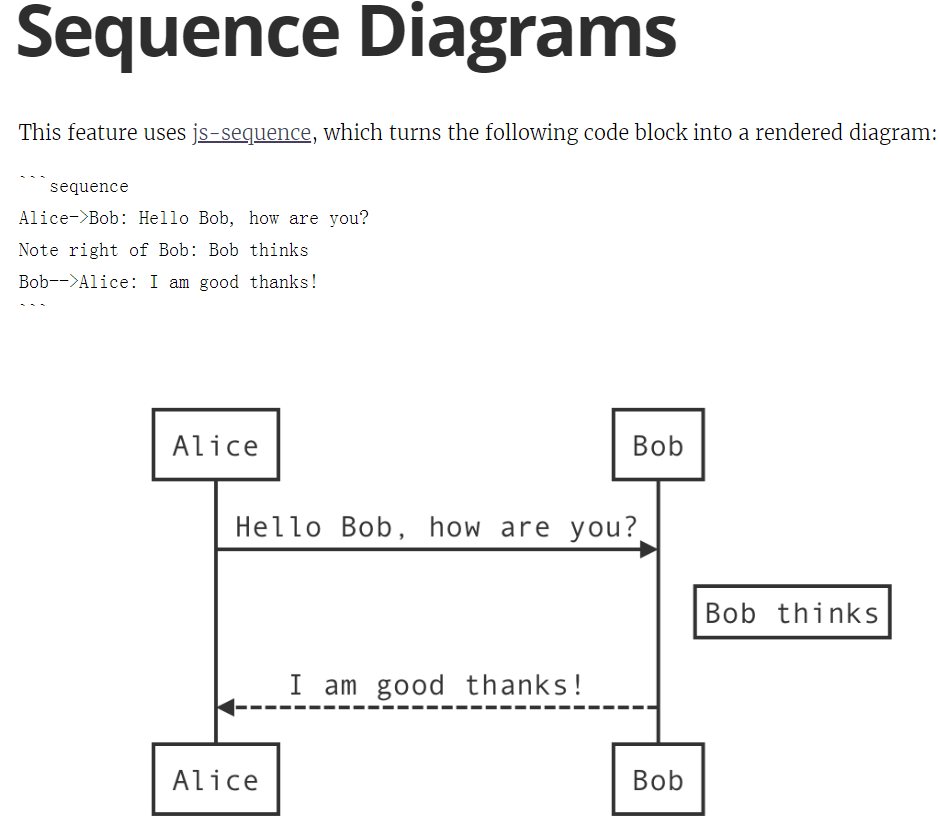 Sequence Diagrams
This feature uses js-sequence, which turns the following code block into a rendered diagram:
```sequence
Alice->Bob: Hello Bob, how are you?
Note right of Bob: Bob thinks
Bob-->Alice: I am good thanks!
```
Alice Bob
Hello Bob, how are you?
Bob thinks
I am good thanks!
Alice Bob